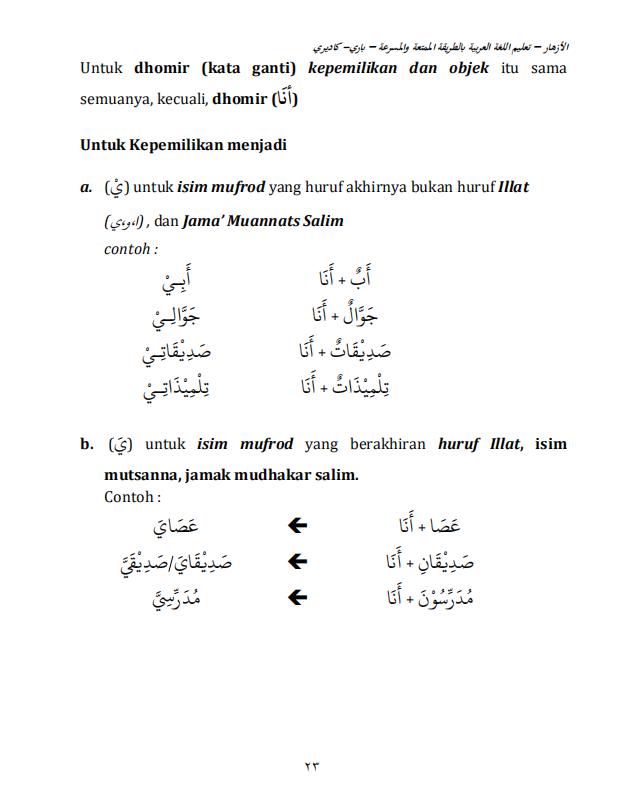 الأزهار – تعليم اللغة العربية بالطريقة الممتعة والمسرعة – باري- كاديري
Untuk dhomir (kata ganti) kepemilikan dan objek itu sama
semuanya, kecuali, dhomir (أَنَا)
Untuk Kepemilikan menjadi
a. (يْ) untuk isim mufrod yang huruf akhirnya bukan huruf Illat
(ا،و،ي) , dan Jama’ Muannats Salim
contoh :
أَبٌ + أَنَا أَبِـيْ
جَوَّالٌ + أَنَا جَوَّالِـيْ
صَدِيْقَاتٌ + أَنَا صَدِيْقَاتِـيْ
تِلْمِيْذَاتٌ + أَنَا تِلْمِيْذَاتِـيْ
b. (يَ) untuk isim mufrod yang berakhiran huruf Illat, isim
mutsanna, jamak mudhakar salim.
Contoh :
عَصَا + أَنَا 🡸 عَصَايَ
صَدِيْقَانِ + أَنَا 🡸 صَدِيْقَايَ/صَدِيْقَيَّ
مُدَرِّسُوْنَ + أَنَا 🡸 مُدَرِّسِيَّ
٢٣